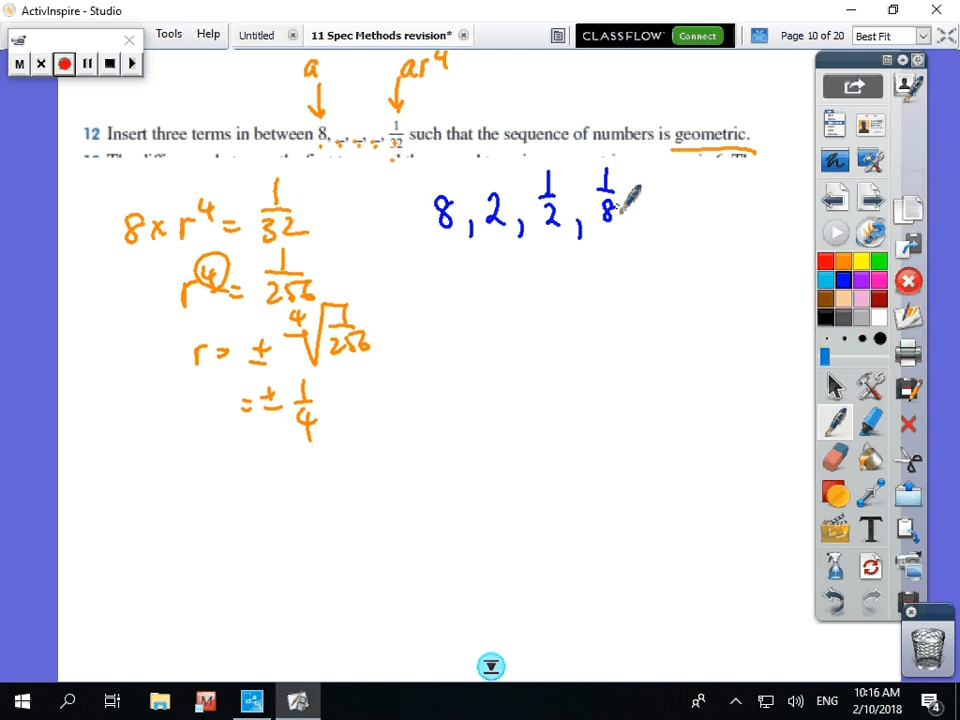 ActivInspire - Studio
Tools Help Untitled 11 Spec Methods revision* CLASSFLOW Connect Page 10 of 20 Best Fit
M
a ar⁴
12 Insert three terms in between 8, _, _, _, 1/32 such that the sequence of numbers is geometric.
8 × r⁴ = 1/32
8, 2, 1/2, 1/8
r⁴ = 1/256
r = ± ⁴√1/256
= ± 1/4
T
ENG
10:16 AM
2/10/2018
4